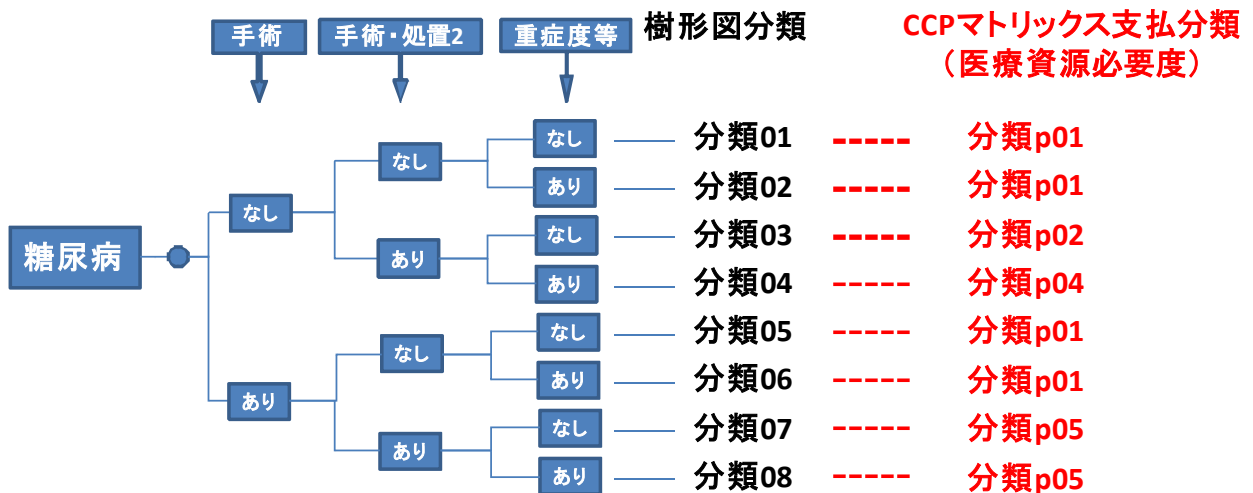 手術
手術・処置2
重症度等
樹形図分類
CCPマトリックス支払分類
（医療資源必要度）
なし
分類01
-----
分類p01
なし
あり
分類02
-----
分類p01
なし
なし
分類03
-----
分類p02
あり
あり
分類04
-----
分類p04
糖尿病
なし
分類05
-----
分類p01
なし
あり
分類06
-----
分類p01
あり
なし
分類07
-----
分類p05
あり
あり
分類08
-----
分類p05